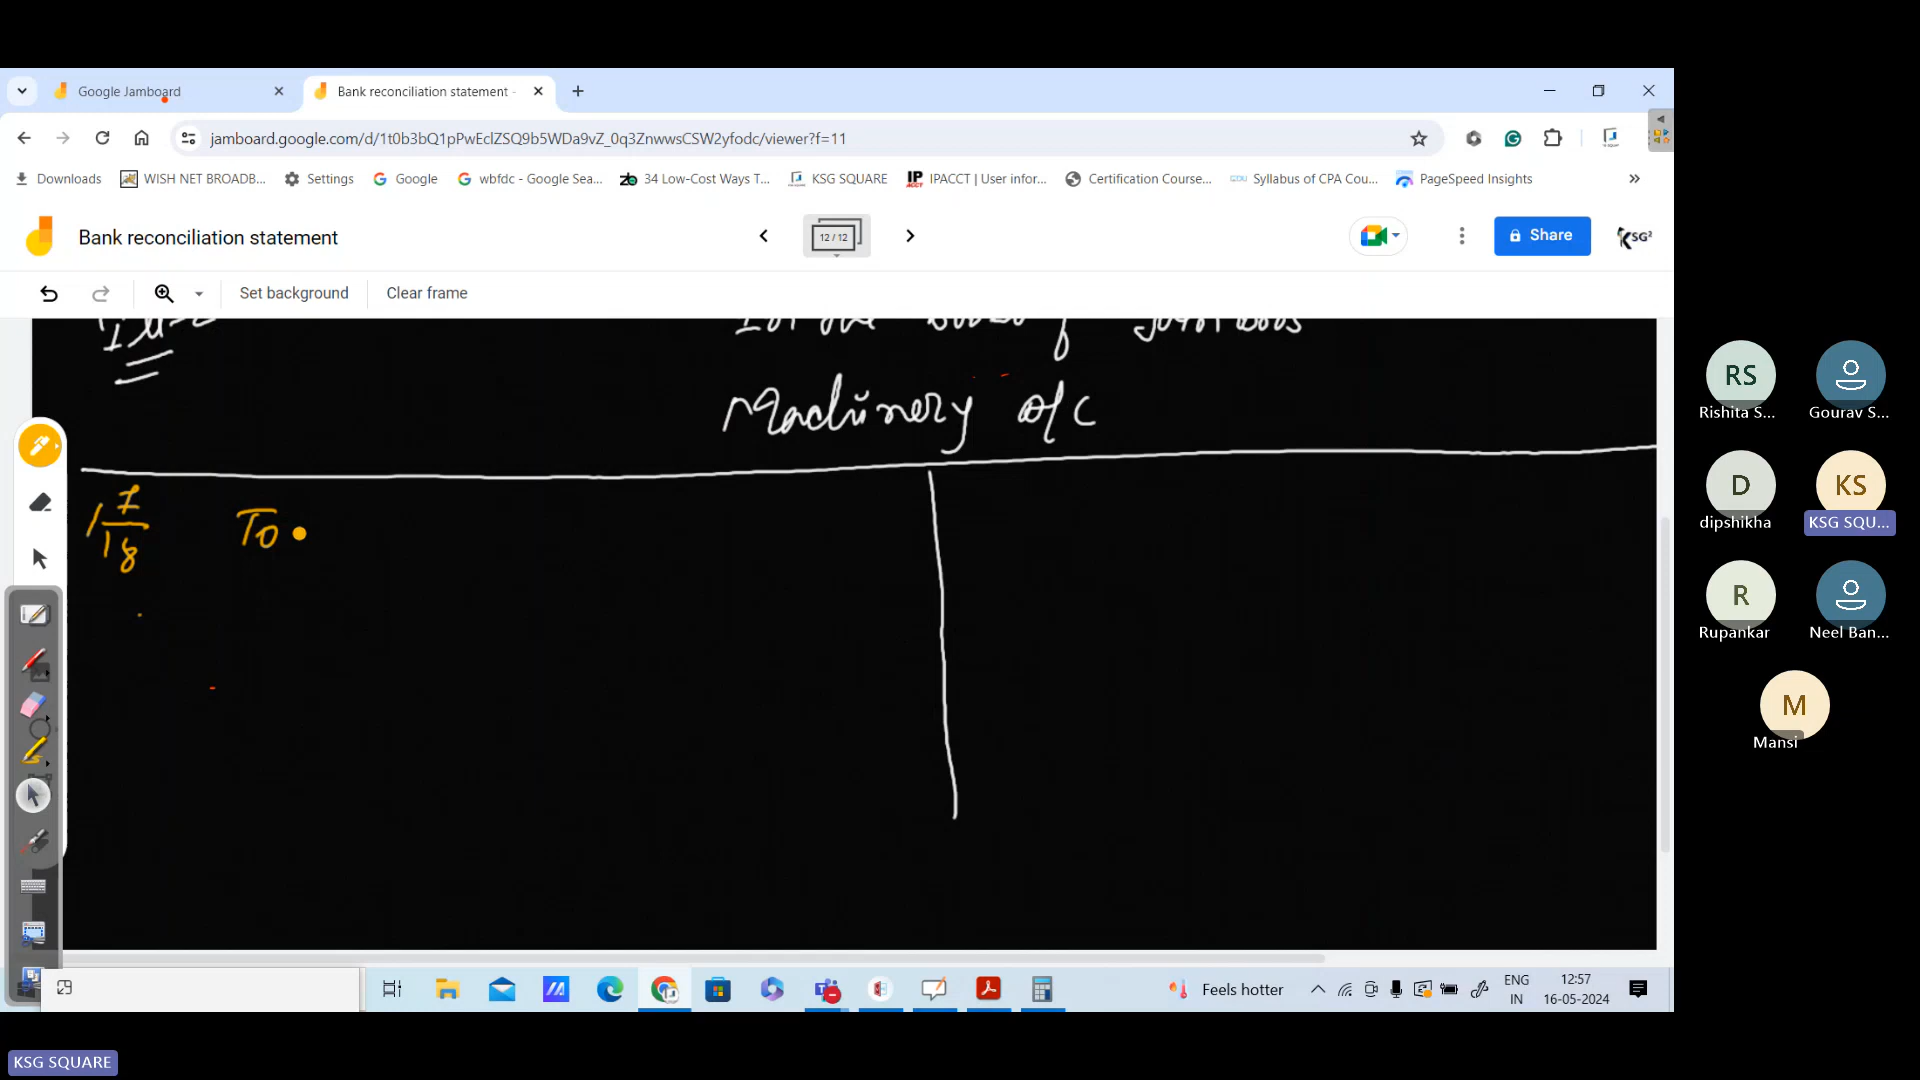 Google Jamboard
Bank reconciliation statement -
jamboard.google.com/d/1t0b3bQ1pPwEclZSQ9b5WDa9vZ_0q3ZnwwsCSW2yfodc/viewer?f=11
Downloads
WISH NET BROADB...
Settings
Google
wbfdc - Google Sea...
34 Low-Cost Ways T...
KSG SQUARE
IPACCT | User infor...
Certification Course...
Syllabus of CPA Cou...
PageSpeed Insights
Bank reconciliation statement
12 / 12
Share
KSG²
Set background
Clear frame
Machinery A/C
1/7/18 To
RS
Rishita S...
Gourav S...
D
dipshikha
KS
KSG SQU...
R
Rupankar
Neel Ban...
M
Mansi
Feels hotter
ENG
IN
12:57
16-05-2024
KSG SQUARE